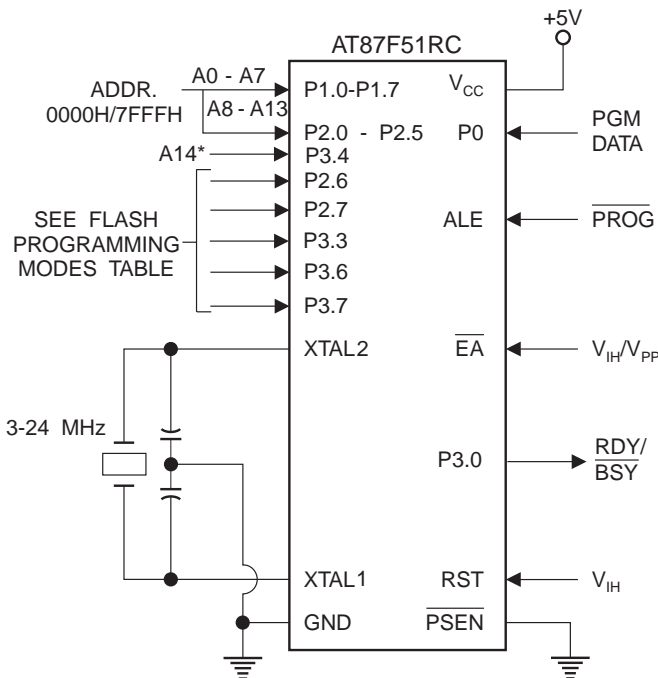 +5V
AT87F51RC
ADDR.
0000H/7FFFH
A0 - A7
A8 - A13
A14*
P1.0-P1.7
VCC
P2.0 - P2.5
P0
PGM
DATA
P3.4
P2.6
SEE FLASH
PROGRAMMING
MODES TABLE
P2.7
ALE
PROG
P3.3
P3.6
P3.7
XTAL2
EA
VIH/VPP
3-24 MHz
P3.0
RDY/
BSY
XTAL1
RST
VIH
GND
PSEN